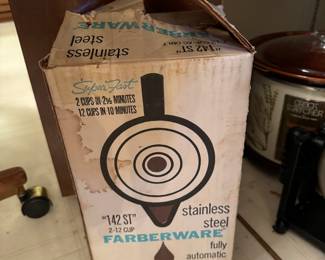 "142 ST"
stainless
steel
FARBERWARE
Super Fast
2 CUPS IN 2½ MINUTES
12 CUPS IN 10 MINUTES
"142 ST"
2-12 CUP
stainless
steel
FARBERWARE
fully
automatic